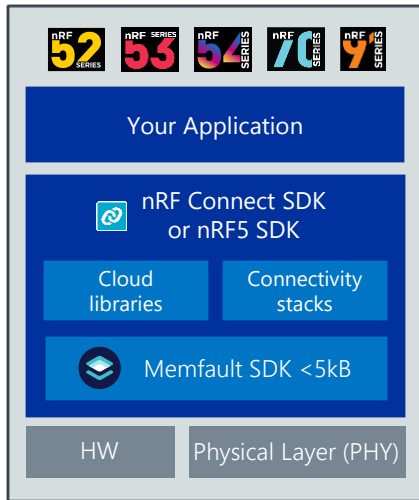 nRF 52 SERIES
nRF SERIES 53
nRF 54 SERIES
nRF 70 SERIES
nRF 91 SERIES
Your Application
nRF Connect SDK
or nRF5 SDK
Cloud
libraries
Connectivity
stacks
Memfault SDK <5kB
HW
Physical Layer (PHY)